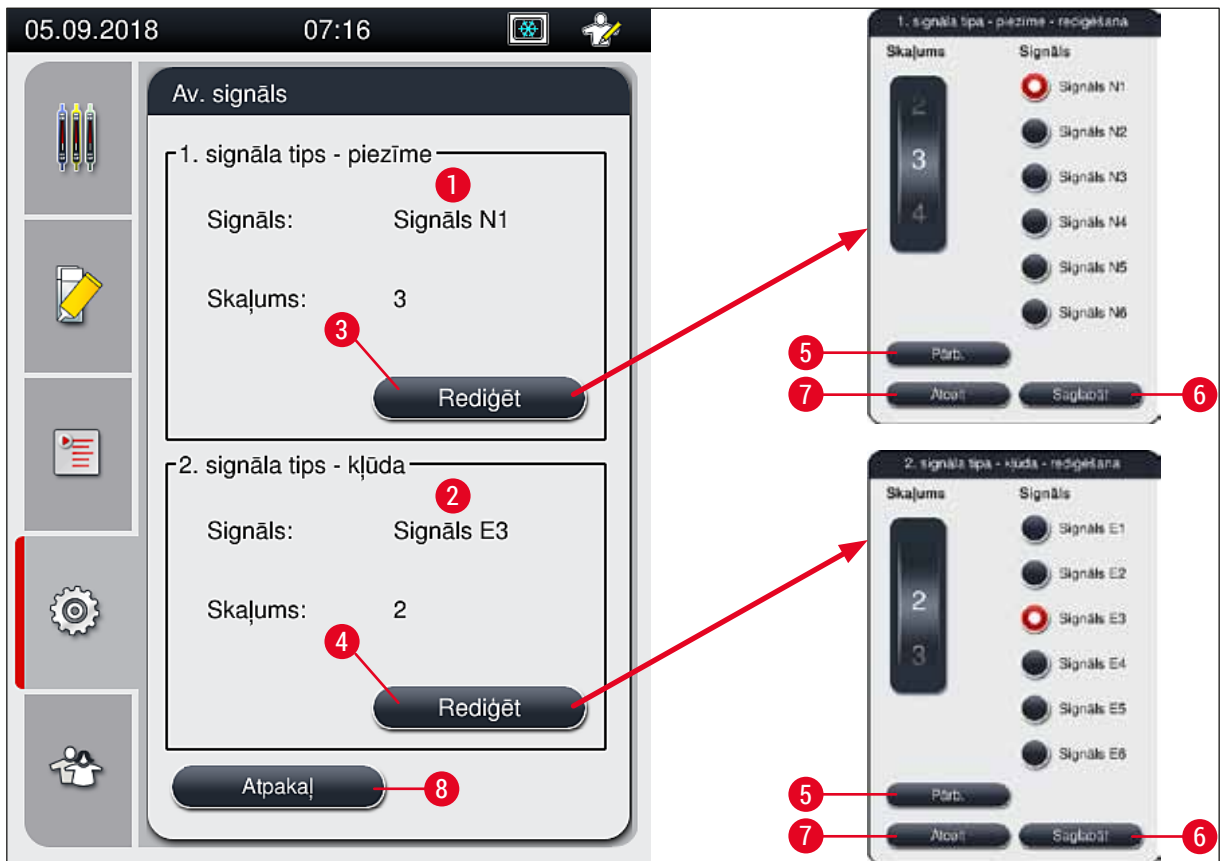 05.09.2018 07:16
Av. signāls
1. signāla tips - piezīme
1
Signāls: Signāls N1
Skaļums: 3
3
Rediģēt
2. signāla tips - kļūda
2
Signāls: Signāls E3
Skaļums: 2
4
Rediģēt
Atpakaļ
8
1. signāla tipa - piezīme - rediģēšana
Skaļums Signāls
2
3
4
Signāls N1
Signāls N2
Signāls N3
Signāls N4
Signāls N5
Signāls N6
5 Pārb.
7 Atcelt Saglabāt 6
2. signāla tipa - kļūda - rediģēšana
Skaļums Signāls
2
3
Signāls E1
Signāls E2
Signāls E3
Signāls E4
Signāls E5
Signāls E6
5 Pārb.
7 Atcelt Saglabāt 6